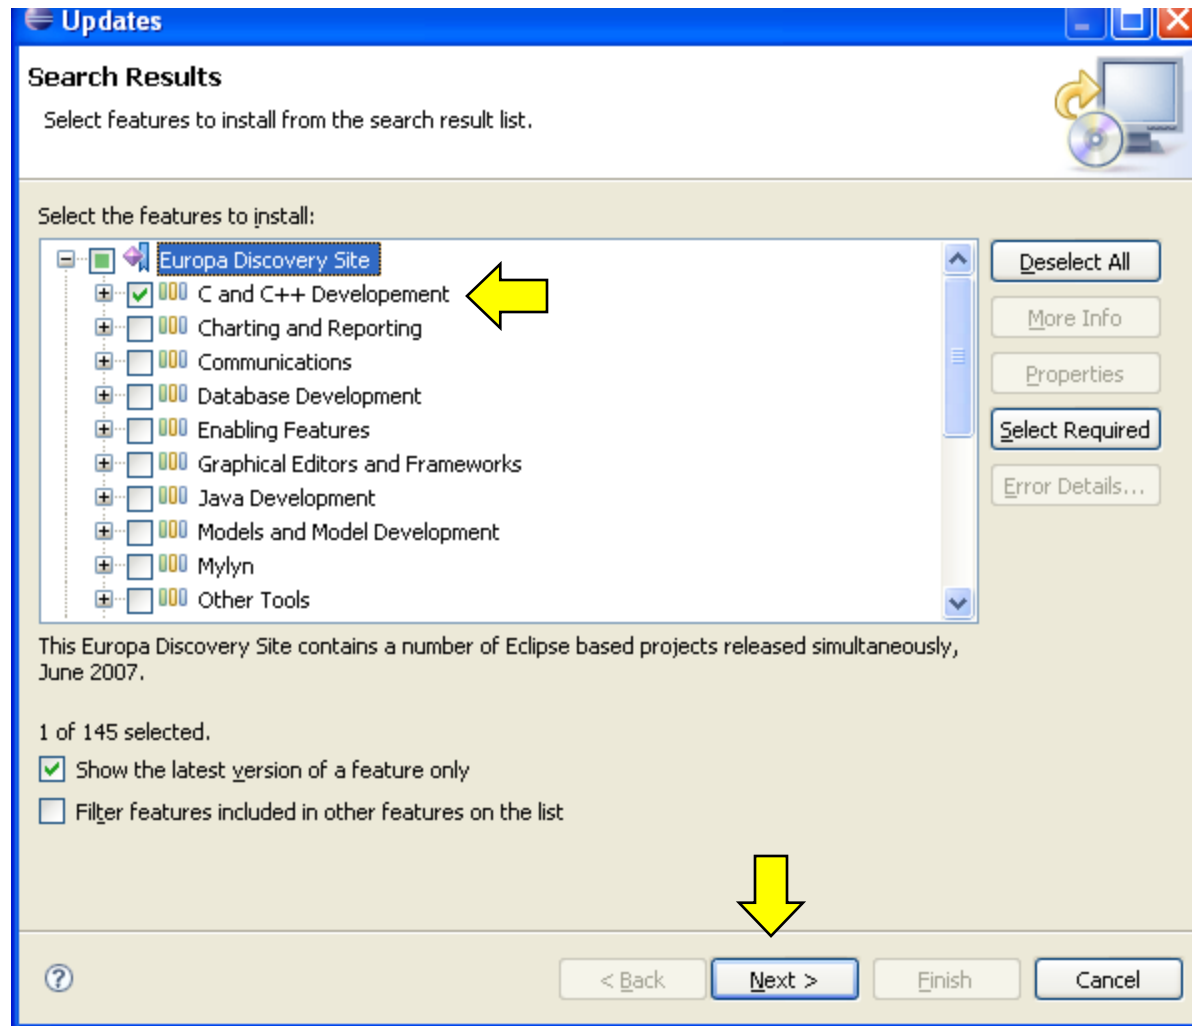 Updates
Search Results
Select features to install from the search result list.
Select the features to install:
Europa Discovery Site
C and C++ Developement
Charting and Reporting
Communications
Database Development
Enabling Features
Graphical Editors and Frameworks
Java Development
Models and Model Development
Mylyn
Other Tools
Deselect All
More Info
Properties
Select Required
Error Details...
This Europa Discovery Site contains a number of Eclipse based projects released simultaneously,
June 2007.
1 of 145 selected.
Show the latest version of a feature only
Filter features included in other features on the list
? < Back Next > Finish Cancel